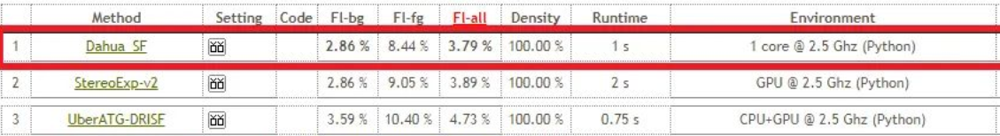 Method Setting Code Fl-bg Fl-fg Fl-all Density Runtime Environment
1 Dahua_SF 2.86 % 8.44 % 3.79 % 100.00 % 1 s 1 core @ 2.5 Ghz (Python)
2 StereoExp-v2 2.86 % 9.05 % 3.89 % 100.00 % 2 s GPU @ 2.5 Ghz (Python)
3 UberATG-DRISF 3.59 % 10.40 % 4.73 % 100.00 % 0.75 s CPU+GPU @ 2.5 Ghz (Python)